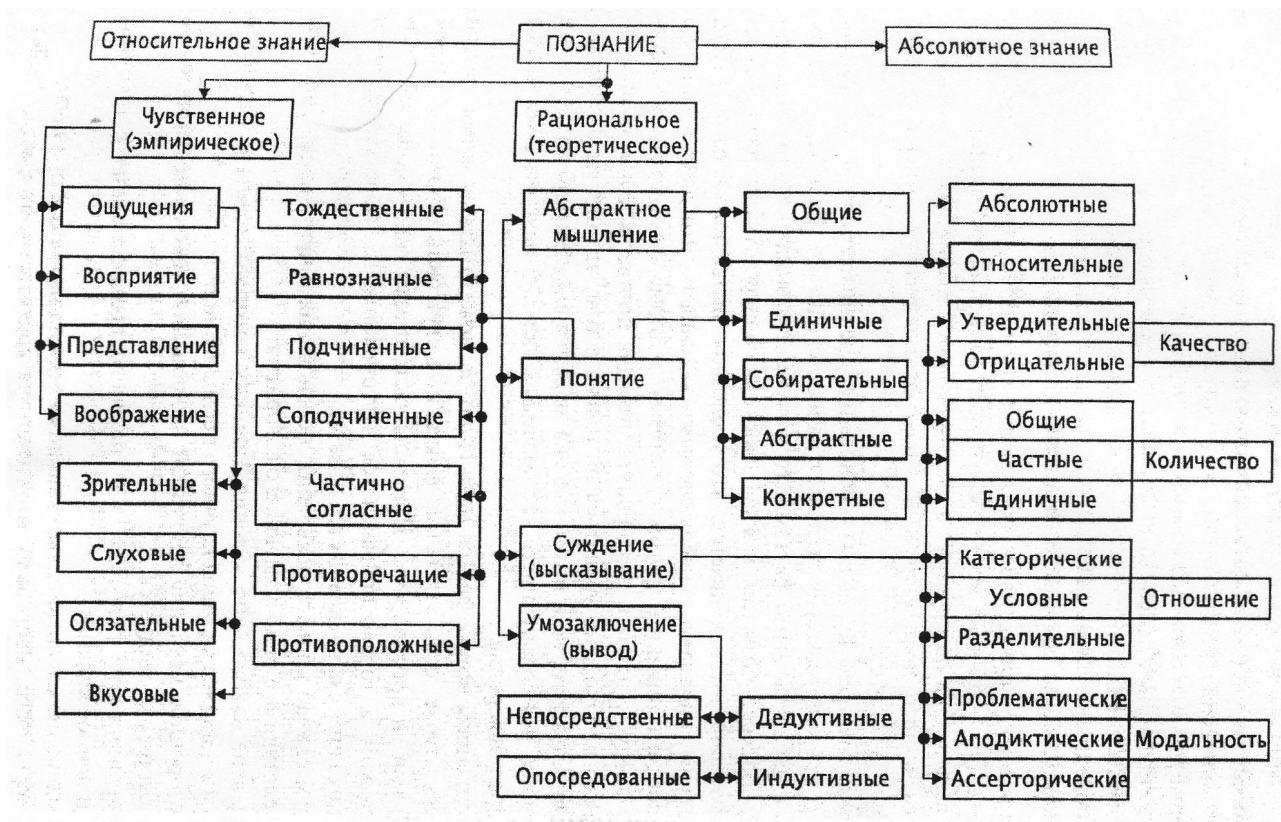 Относительное знание
ПОЗНАНИЕ
Абсолютное знание
Чувственное
(эмпирическое)
Рациональное
(теоретическое)
Ощущения
Восприятие
Представление
Воображение
Зрительные
Слуховые
Осязательные
Вкусовые
Тождественные
Равнозначные
Подчиненные
Соподчиненные
Частично
согласные
Противоречащие
Противоположные
Абстрактное
мышление
Понятие
Суждение
(высказывание)
Умозаключение
(вывод)
Непосредственные
Опосредованные
Дедуктивные
Индуктивные
Общие
Единичные
Собирательные
Абстрактные
Конкретные
Абсолютные
Относительные
Утвердительные
Отрицательные
Качество
Общие
Частные
Единичные
Количество
Категорические
Условные
Разделительные
Отношение
Проблематические
Аподиктические
Ассерторические
Модальность